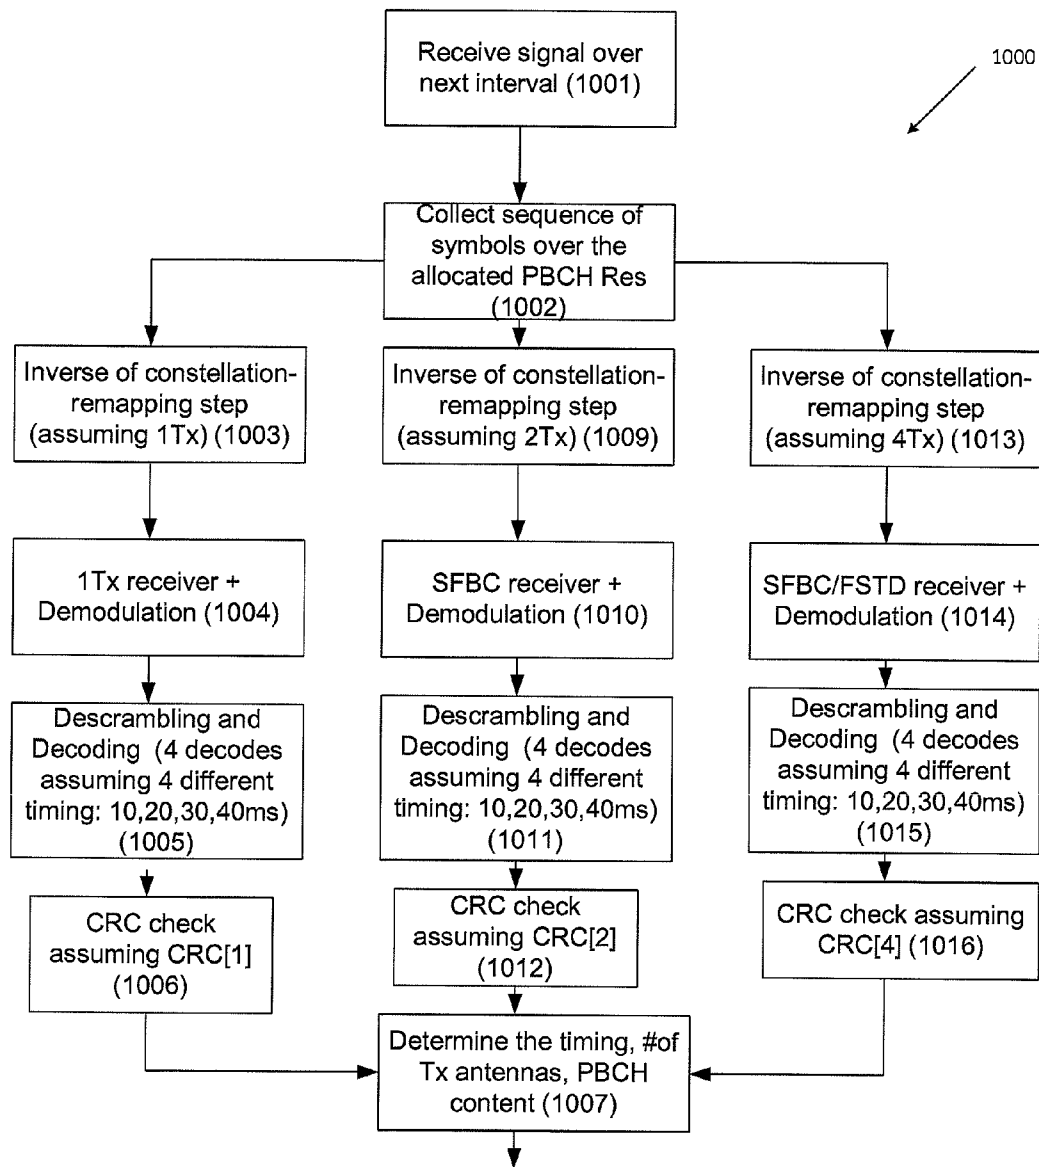 Receive signal over
next interval (1001)
1000
Collect sequence of
symbols over the
allocated PBCH Res
(1002)
Inverse of constellation-
remapping step
(assuming 1Tx) (1003)
Inverse of constellation-
remapping step
(assuming 2Tx) (1009)
Inverse of constellation-
remapping step
(assuming 4Tx) (1013)
1Tx receiver +
Demodulation (1004)
SFBC receiver +
Demodulation (1010)
SFBC/FSTD receiver +
Demodulation (1014)
Descrambling and
Decoding (4 decodes
assuming 4 different
timing: 10,20,30,40ms)
(1005)
Descrambling and
Decoding (4 decodes
assuming 4 different
timing: 10,20,30,40ms)
(1011)
Descrambling and
Decoding (4 decodes
assuming 4 different
timing: 10,20,30,40ms)
(1015)
CRC check
assuming CRC[1]
(1006)
CRC check
assuming CRC[2]
(1012)
CRC check assuming
CRC[4] (1016)
Determine the timing, #of
Tx antennas, PBCH
content (1007)